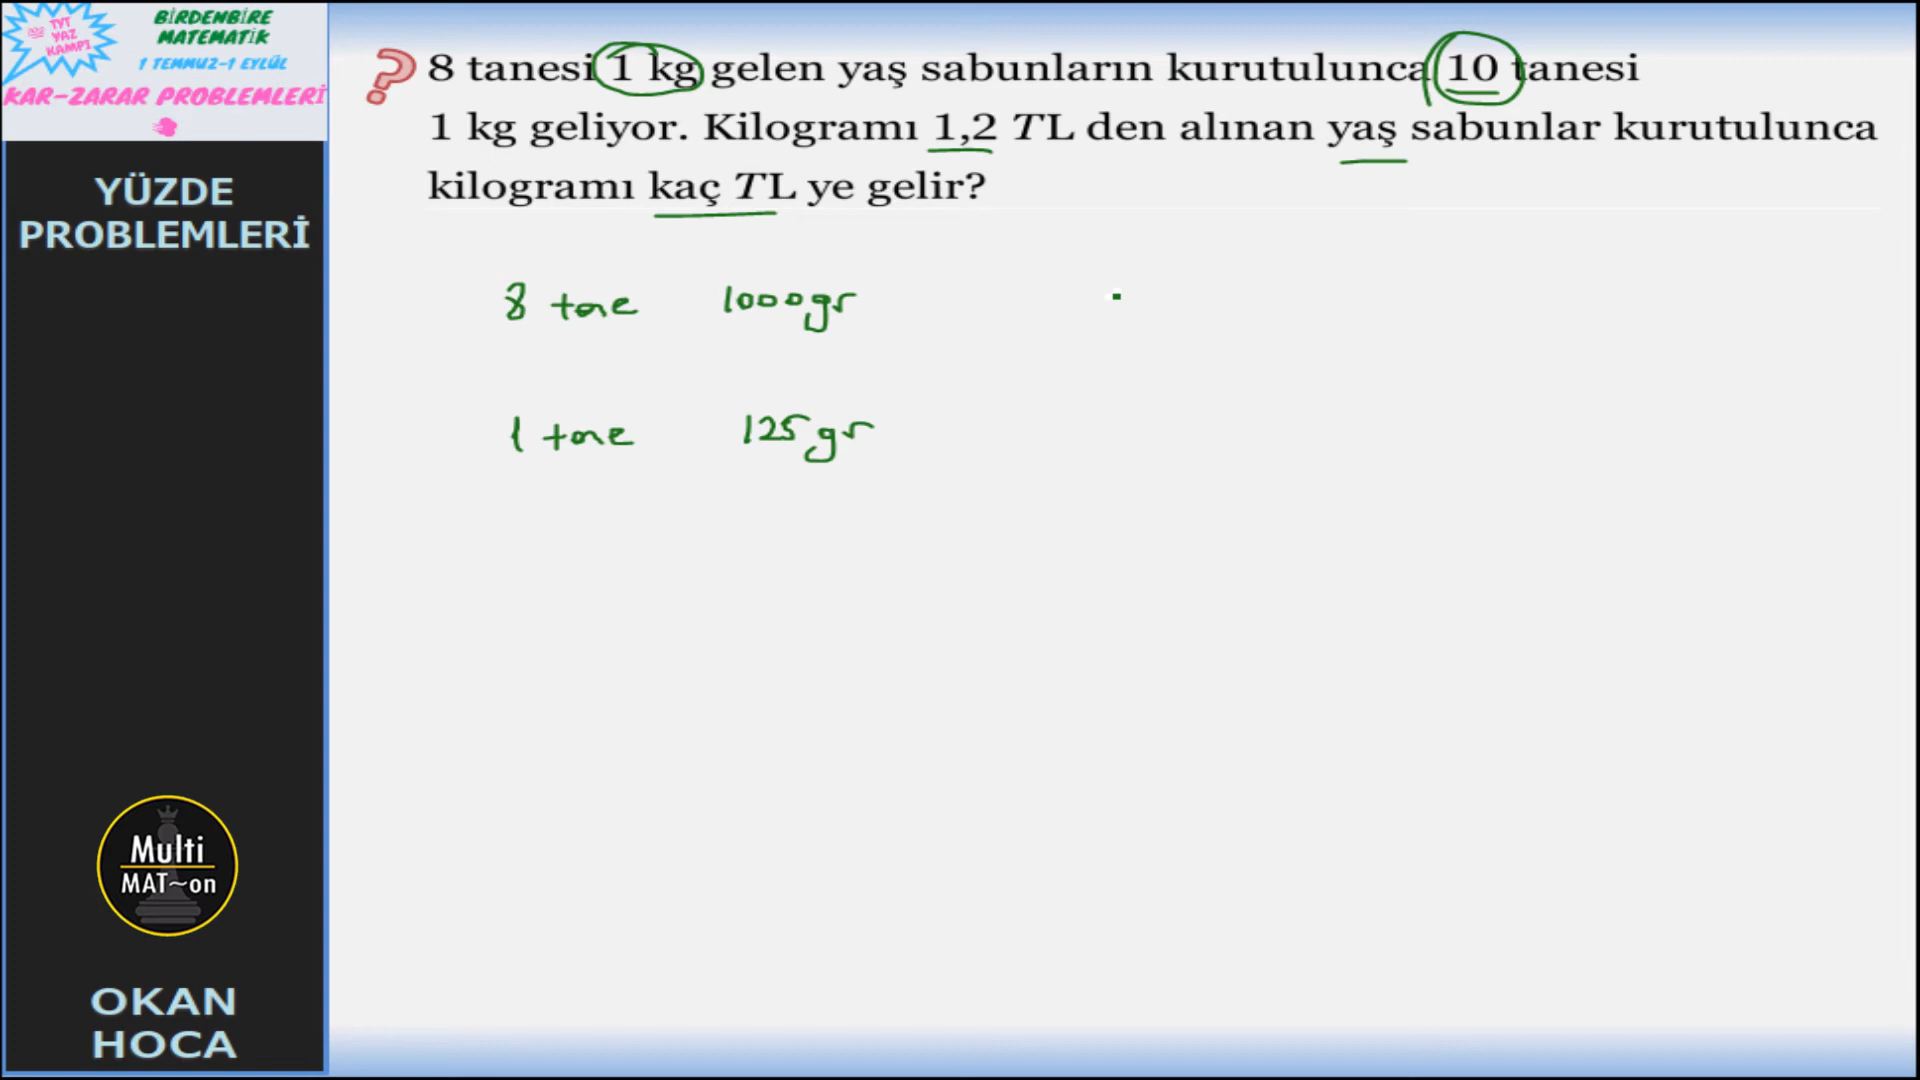 TYT
YAZ
KAMPI
BİRDENBİRE
MATEMATİK
1 TEMMUZ-1 EYLÜL
KAR-ZARAR PROBLEMLERİ
YÜZDE
PROBLEMLERİ
Multi
MAT~on
OKAN
HOCA
8 tanesi 1 kg gelen yaş sabunların kurutulunca 10 tanesi
1 kg geliyor. Kilogramı 1,2 TL den alınan yaş sabunlar kurutulunca
kilogramı kaç TL ye gelir?
8 tane 1000gr
1 tane 125gr